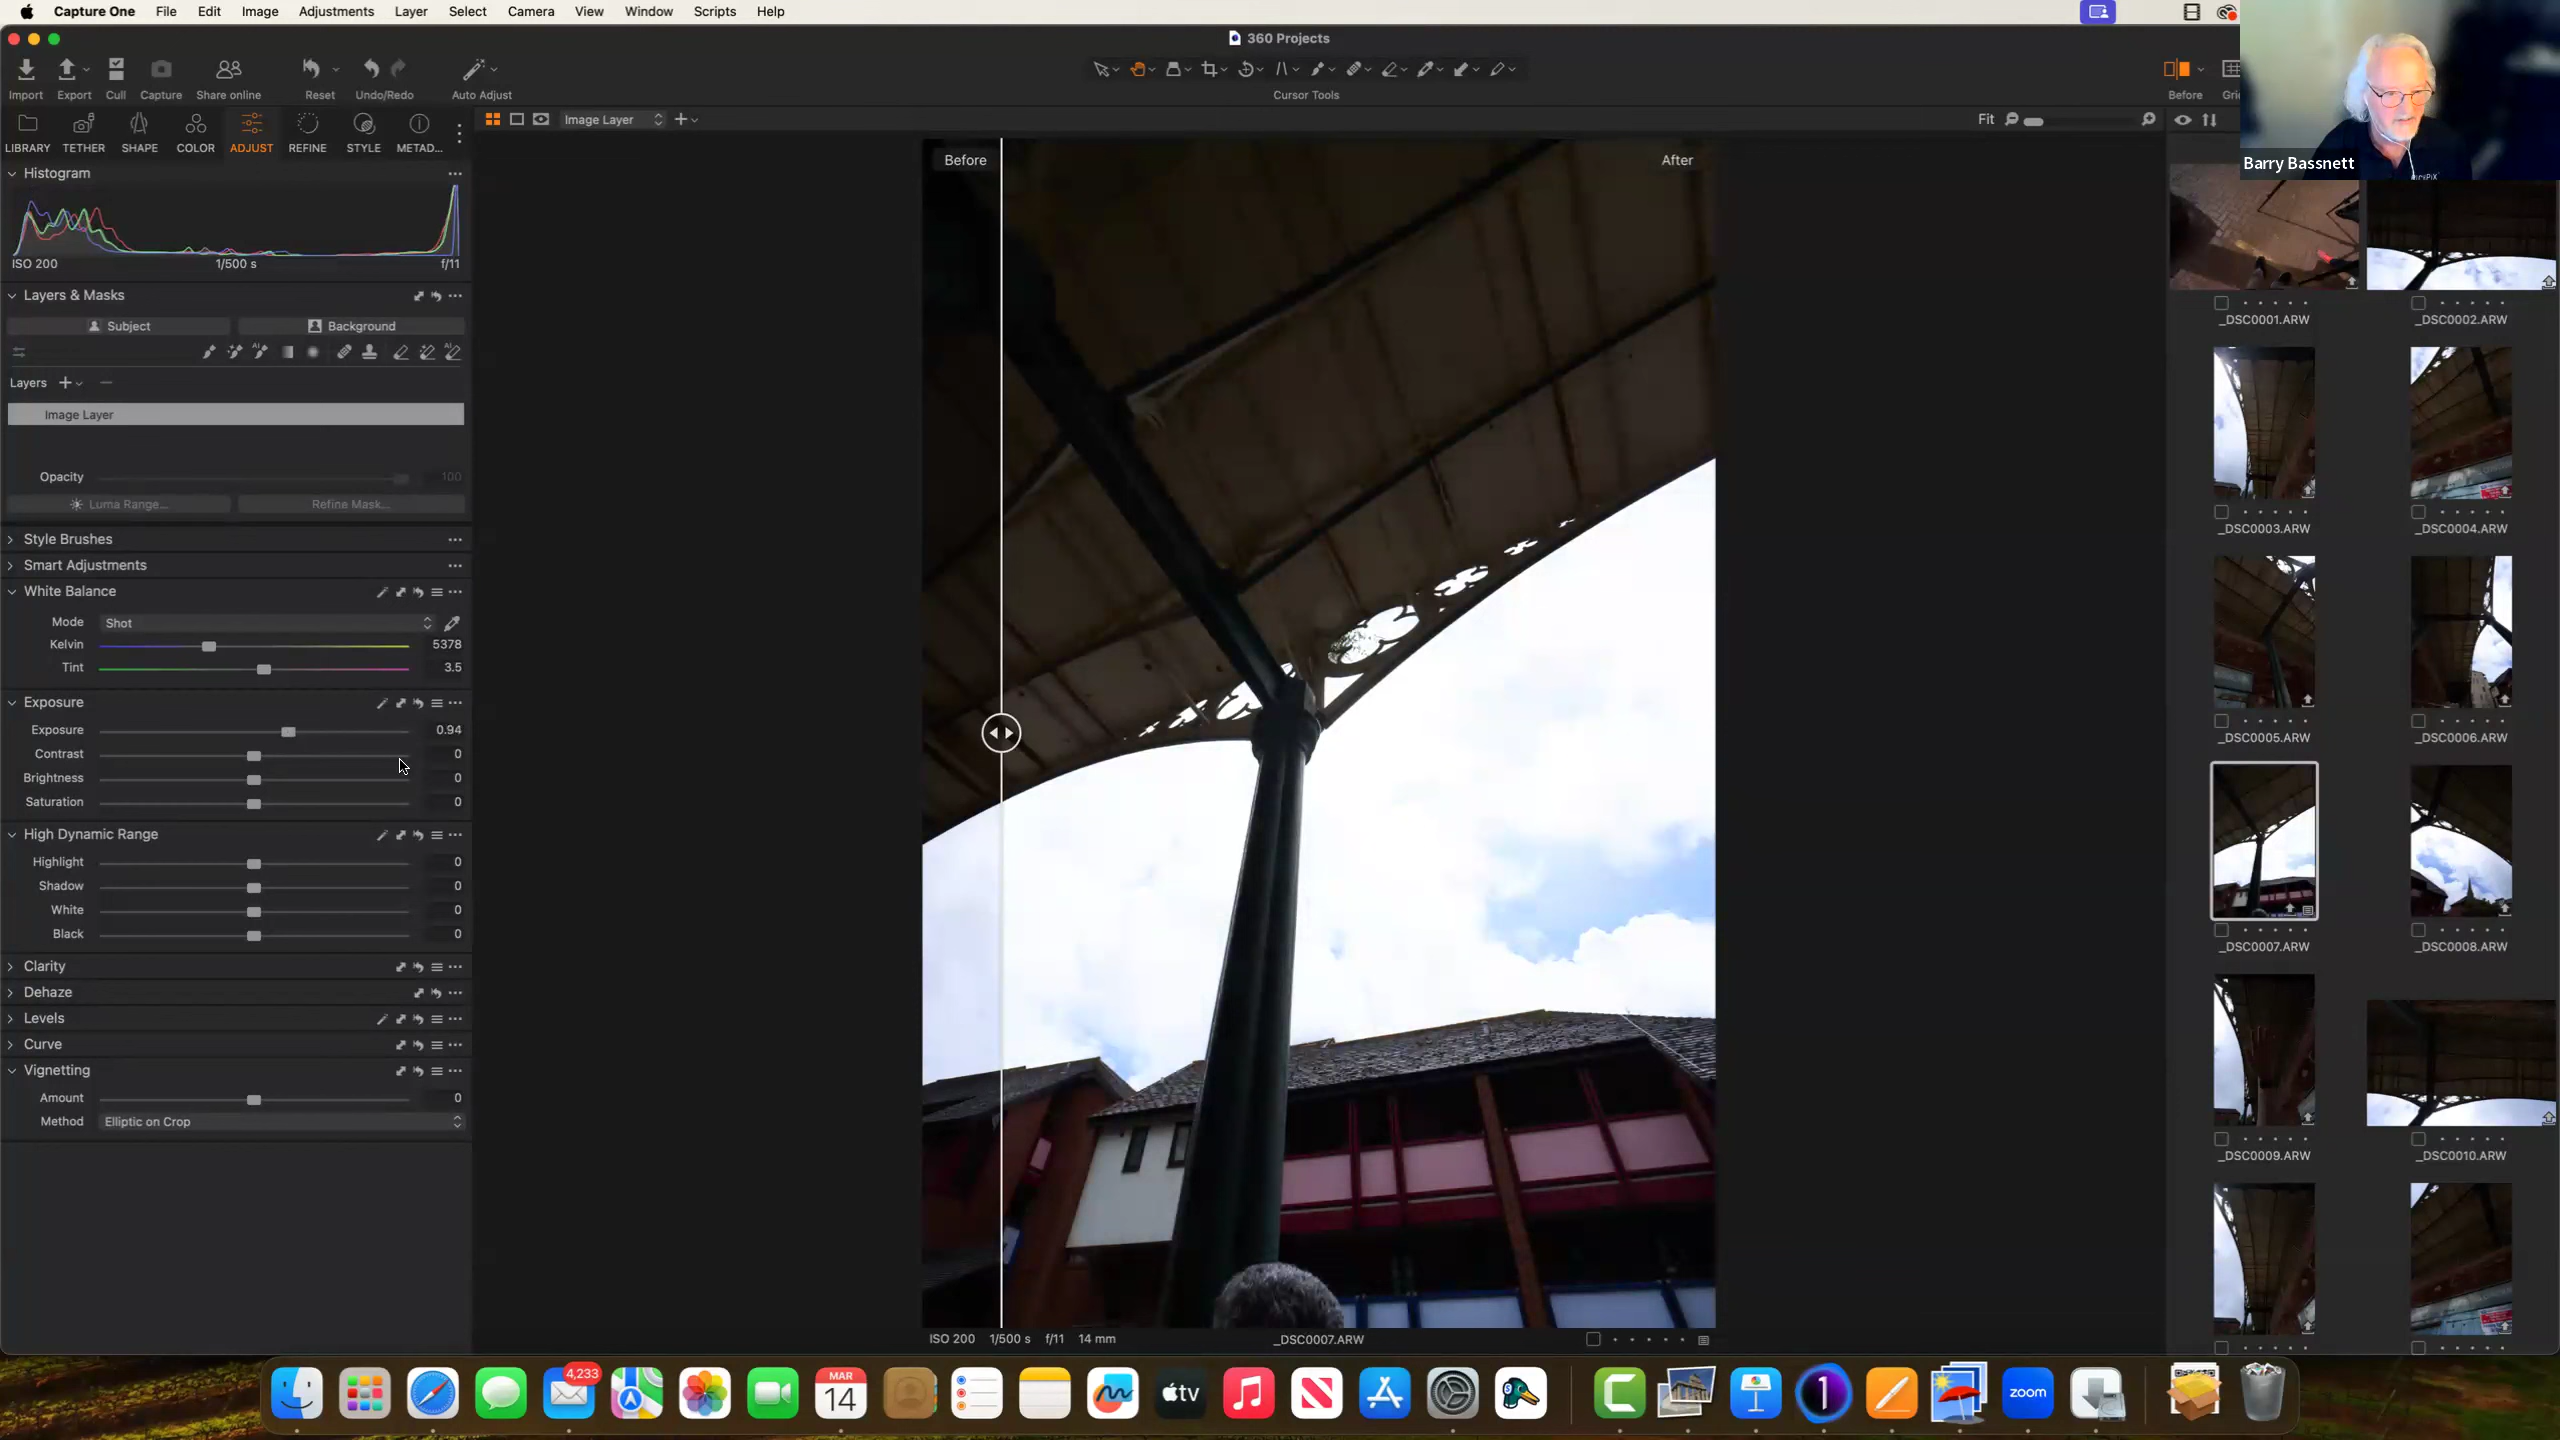 Capture One File Edit Image Adjustments Layer Select Camera View Window Scripts Help
360 Projects
Import Export Cull Capture Share online Reset Undo/Redo Auto Adjust Cursor Tools Before
LIBRARY TETHER SHAPE COLOR ADJUST REFINE STYLE METAD...
Image Layer Fit
Barry Bassnett
Histogram
ISO 200 1/500 s f/11
Layers & Masks
Subject Background
AI AI
Layers
Image Layer
Opacity 100
Luma Range... Refine Mask...
Style Brushes
Smart Adjustments
White Balance
Mode Shot
Kelvin 5378
Tint 3.5
Exposure
Exposure 0.94
Contrast 0
Brightness 0
Saturation 0
High Dynamic Range
Highlight 0
Shadow 0
White 0
Black 0
Clarity
Dehaze
Levels
Curve
Vignetting
Amount 0
Method Elliptic on Crop
Before After
ISO 200 1/500 s f/11 14 mm _DSC0007.ARW
_DSC0001.ARW _DSC0002.ARW
_DSC0003.ARW _DSC0004.ARW
_DSC0005.ARW _DSC0006.ARW
_DSC0007.ARW _DSC0008.ARW
_DSC0009.ARW _DSC0010.ARW
4,233
MAR
14
tv
zoom